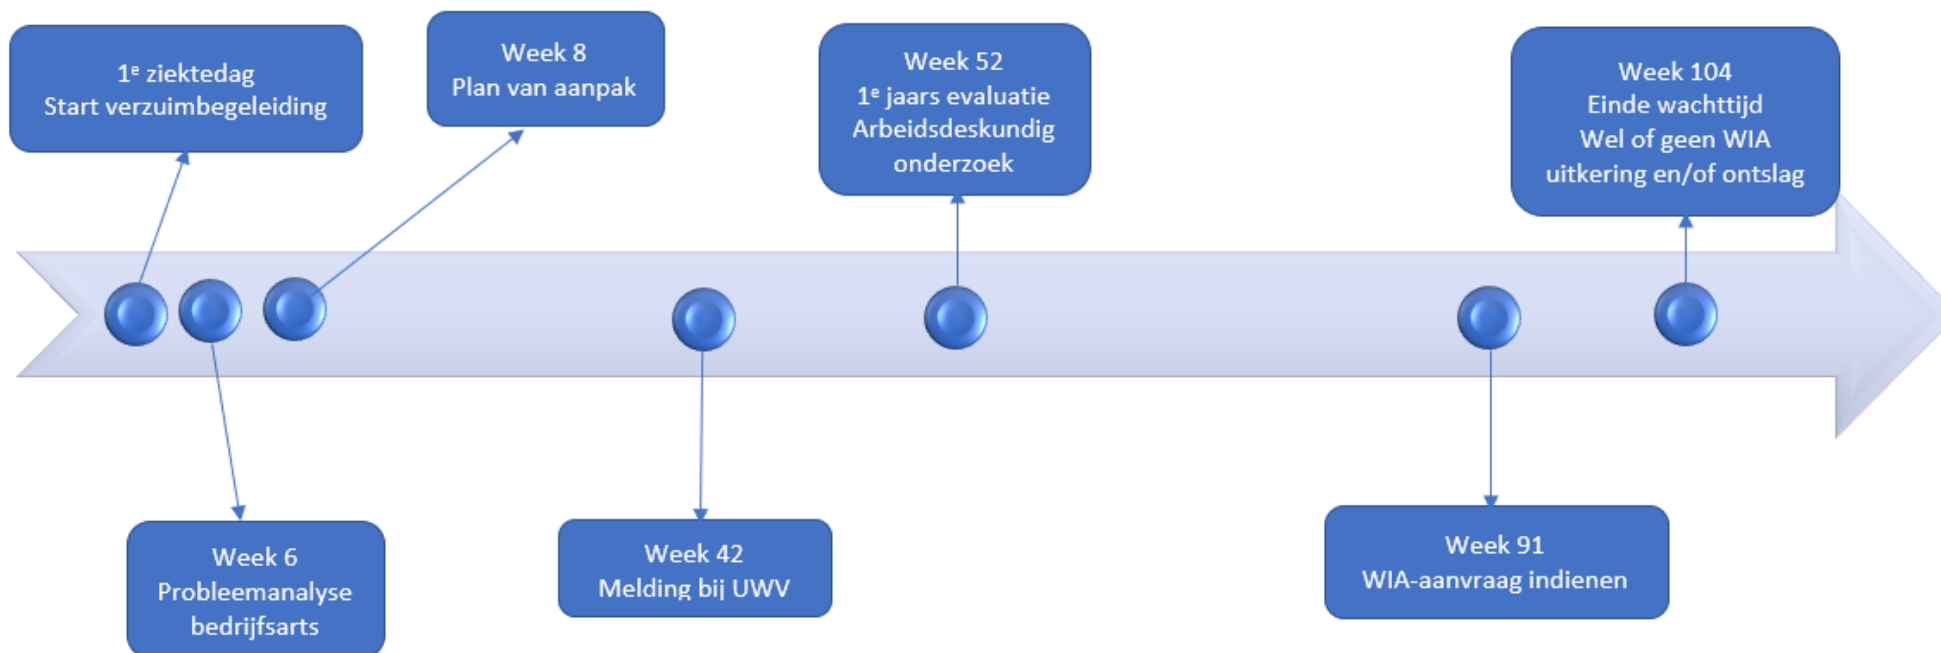 1e ziektedag
Start verzuimbegeleiding
Week 6
Probleemanalyse
bedrijfsarts
Week 8
Plan van aanpak
Week 42
Melding bij UWV
Week 52
1e jaars evaluatie
Arbeidsdeskundig
onderzoek
Week 91
WIA-aanvraag indienen
Week 104
Einde wachttijd
Wel of geen WIA
uitkering en/of ontslag